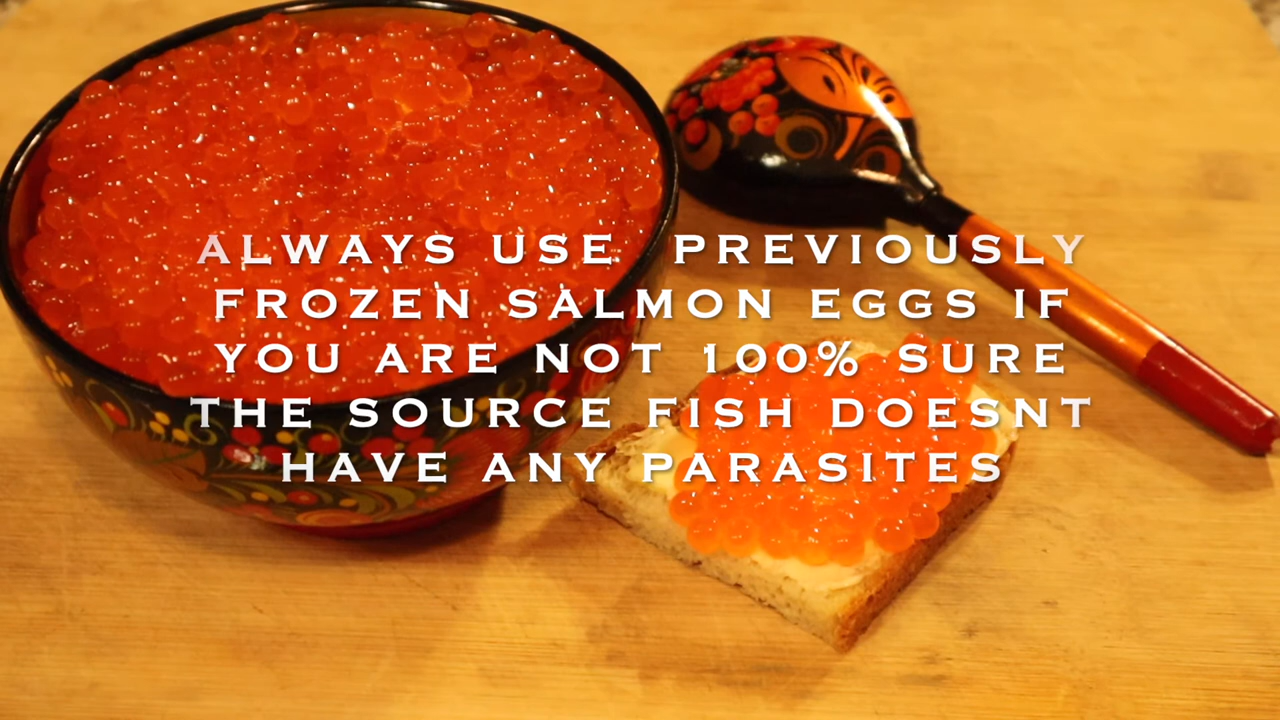 ALWAYS USE PREVIOUSLY
FROZEN SALMON EGGS IF
YOU ARE NOT 100% SURE
THE SOURCE FISH DOESNT
HAVE ANY PARASITES